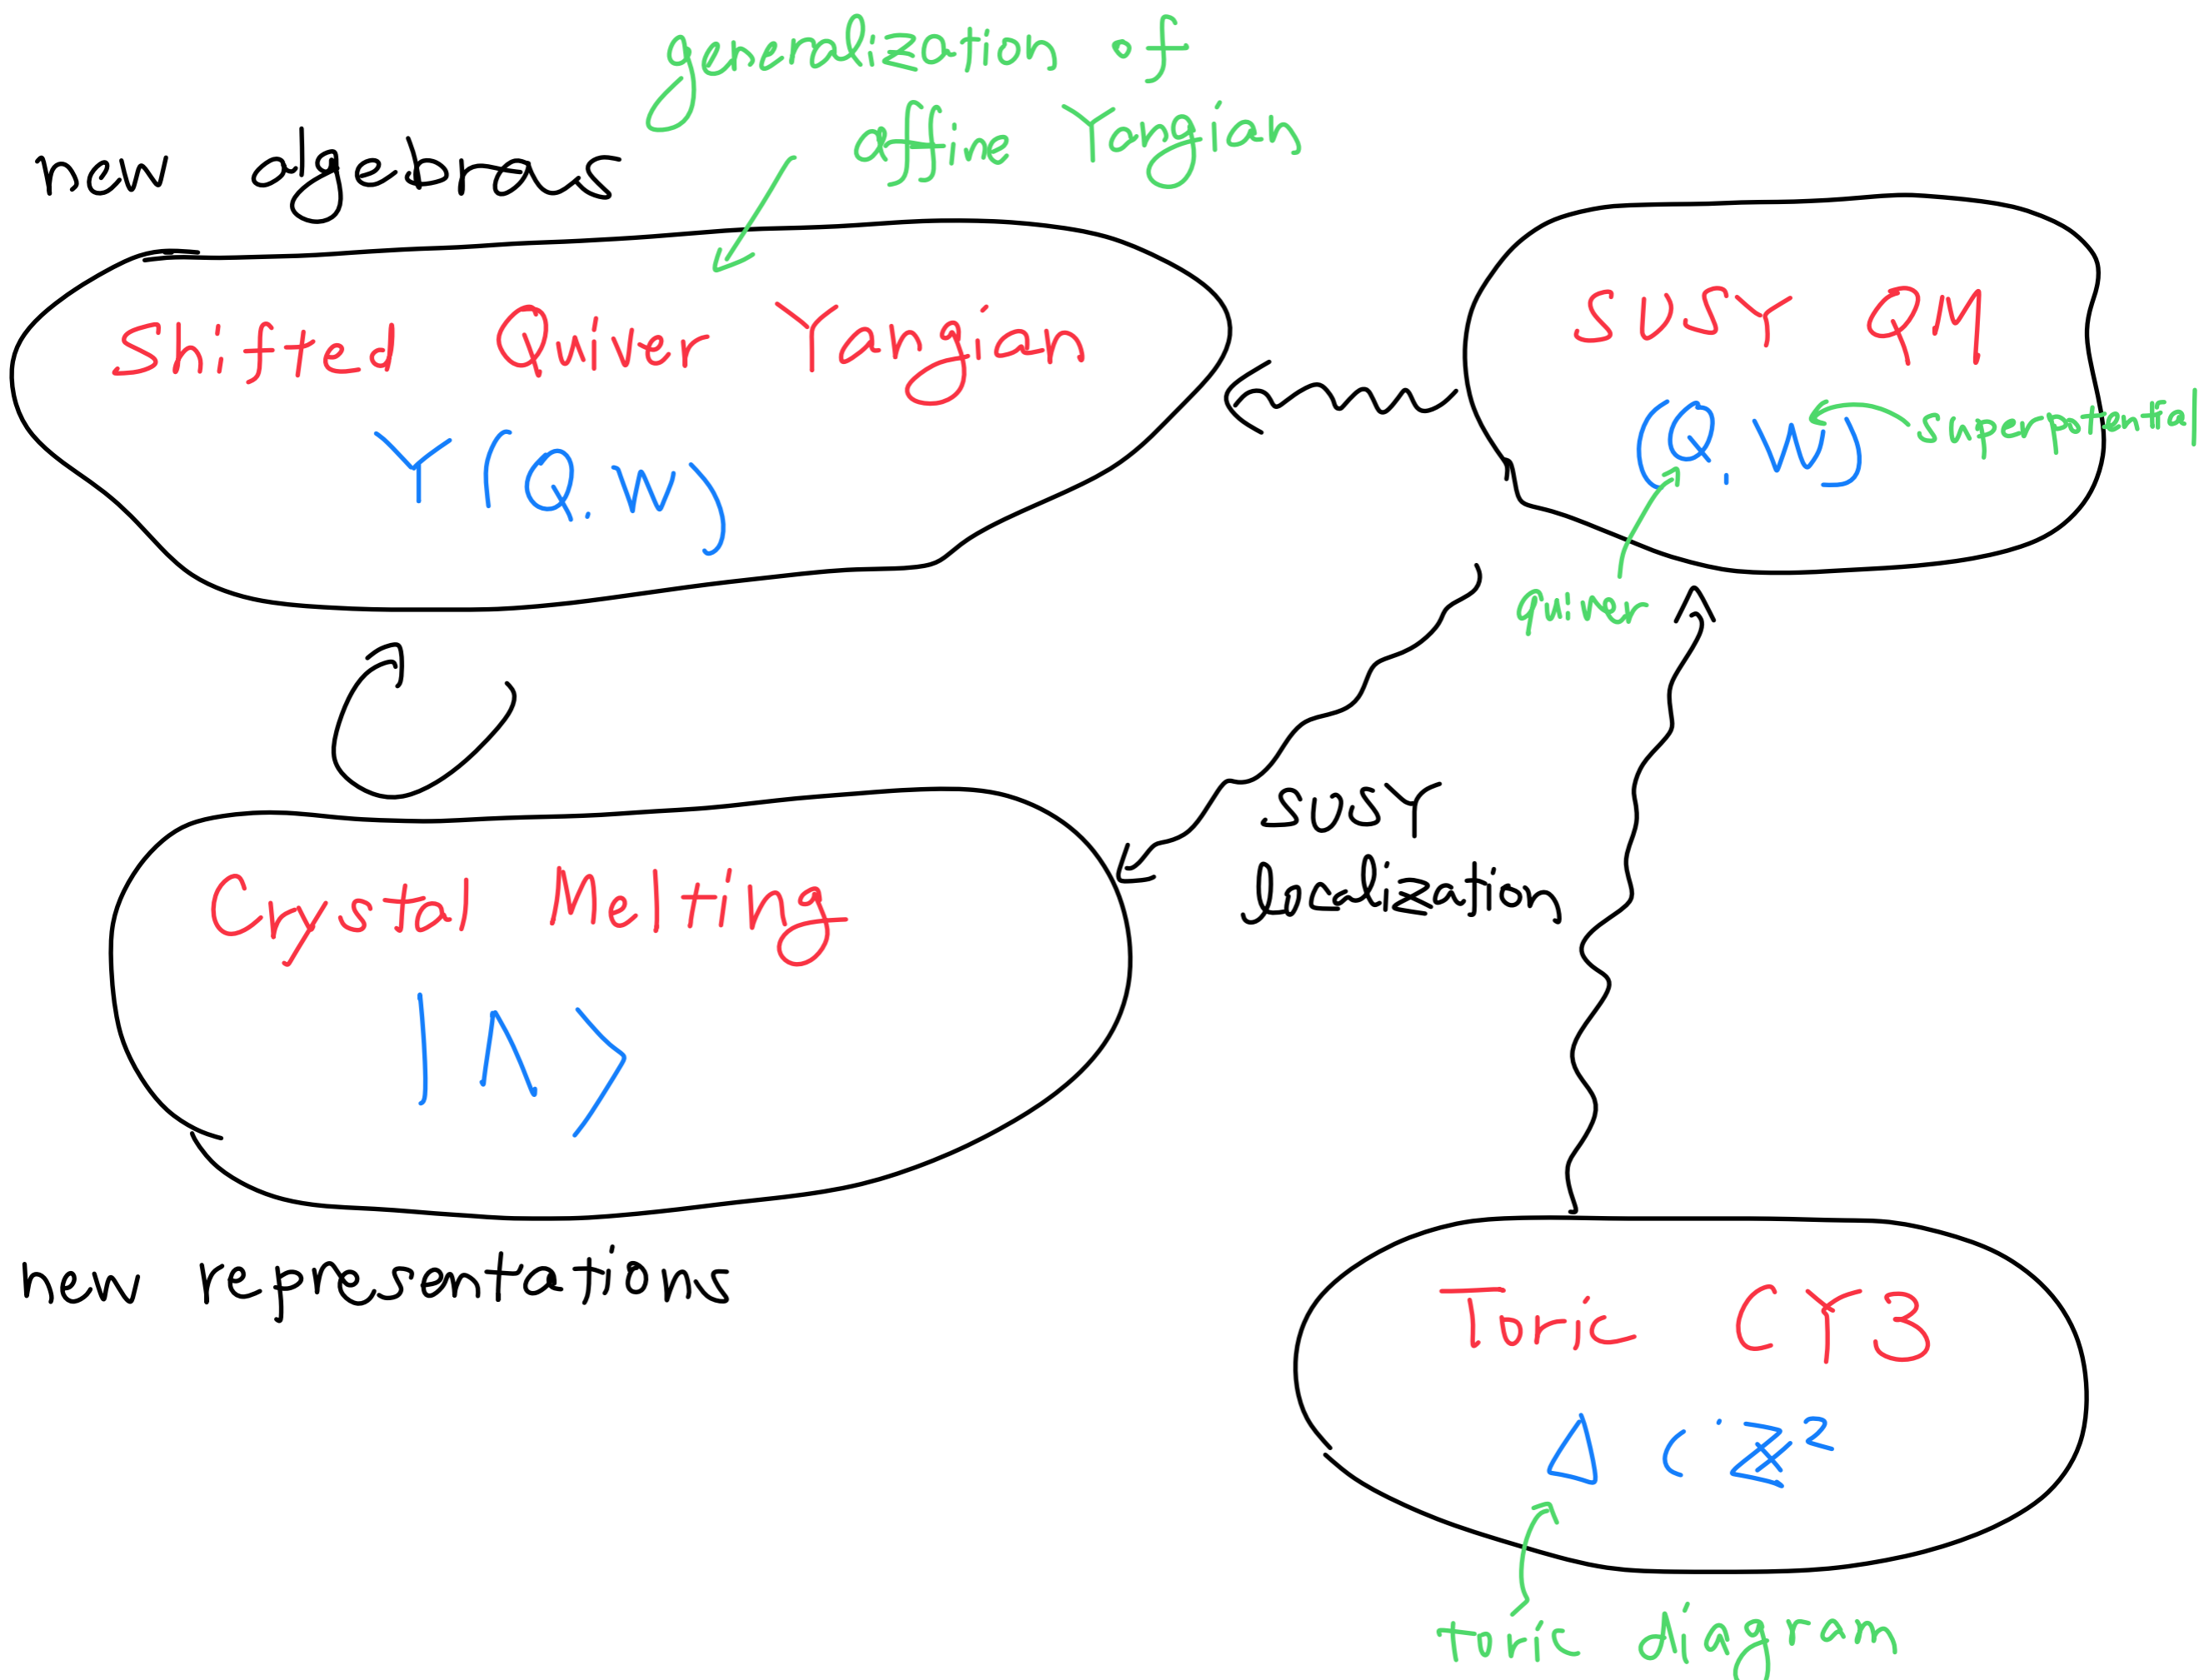 generalization of
affine Yangian
new algebras
Shifted Quiver Yangian
Y(Q, W)
SUSY QM
(Q, W)
superpotential
quiver
SUSY
localization
Crystal Melting
|Λ>
new representations
Toric CY3
Δ ⊂ ℤ²
toric diagram